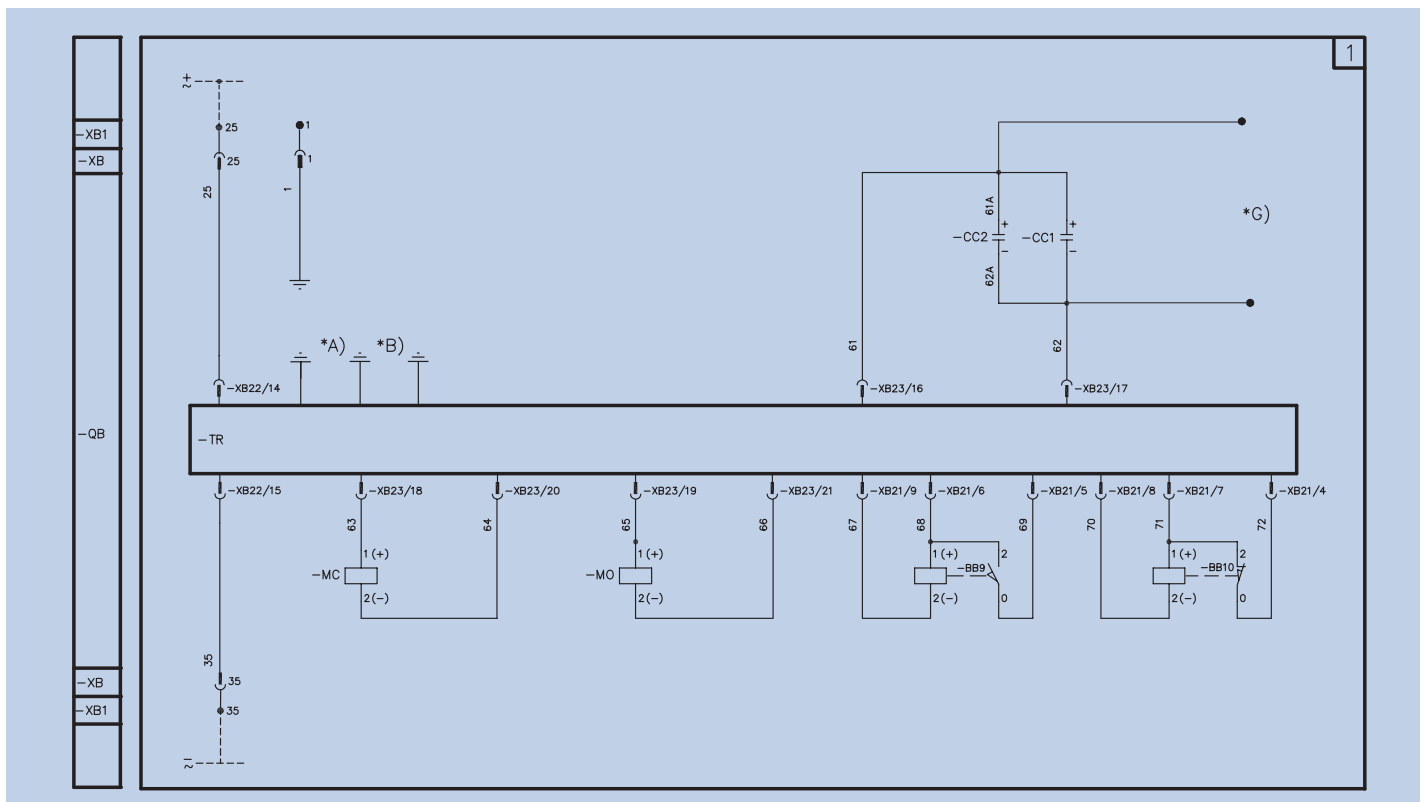 1
+
~
-XB1
25
1
-XB
25
1
25
1
61A
+
+
*G)
-CC2
-CC1
-
-
62A
*A)
*B)
61
62
-XB22/14
-XB23/16
-XB23/17
-QB
-TR
-XB22/15
-XB23/18
-XB23/20
-XB23/19
-XB23/21
-XB21/9
-XB21/6
-XB21/5
-XB21/8
-XB21/7
-XB21/4
63
64
65
66
67
68
69
70
71
72
1(+)
1(+)
1(+)
2
1(+)
2
-MC
-MO
-BB9
-BB10
2(-)
2(-)
2(-)
0
2(-)
0
35
-XB
35
-XB1
35
-
~